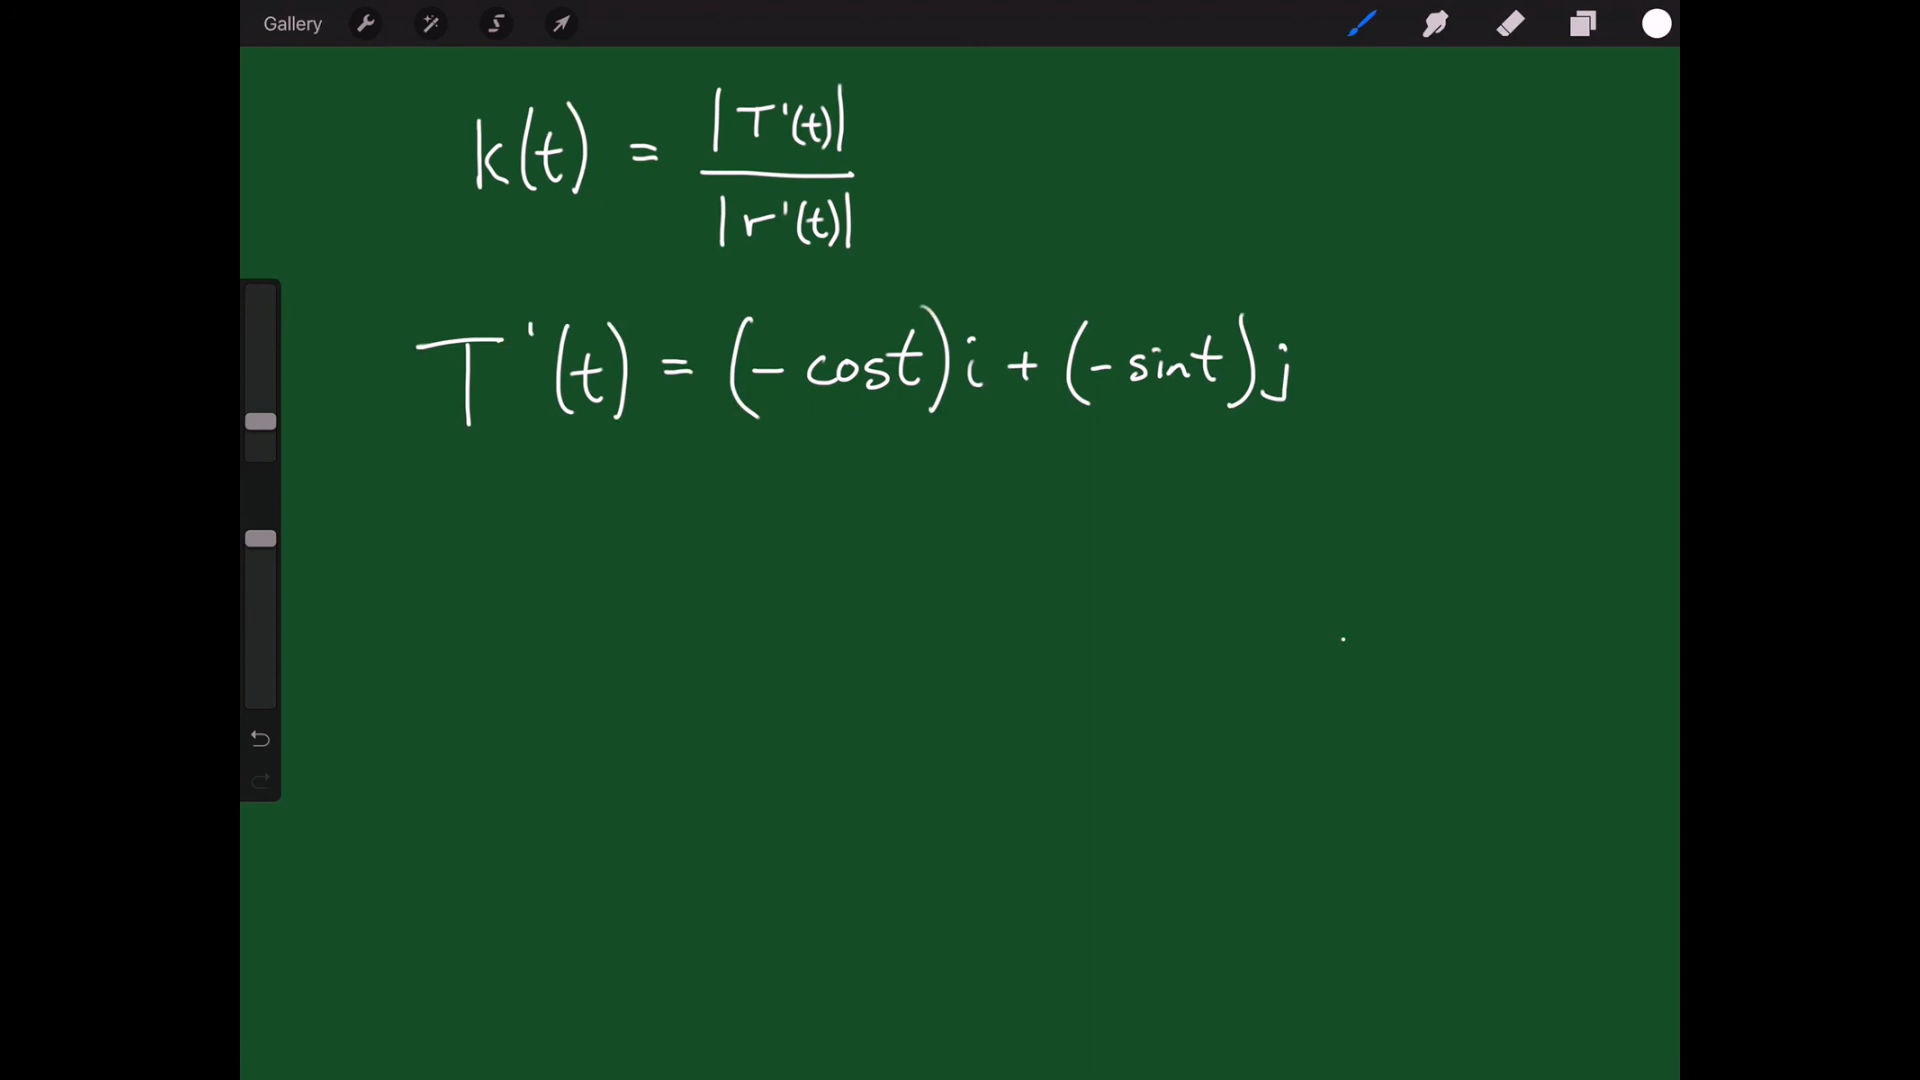 Gallery
k(t) = |T'(t)| / |r'(t)|
T'(t) = (- cost)i + (- sint)j